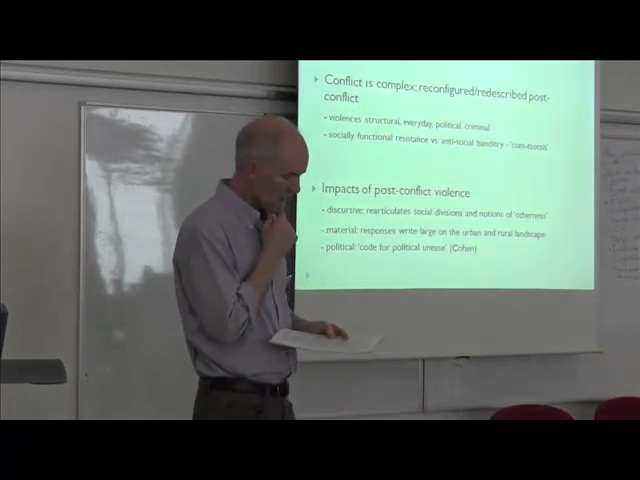 Conflict is complex; reconfigured/redescribed post-
conflict
- violences structural, everyday, political, criminal
- socially functional resistance vs. anti-social banditry - 'com-tsotsis'
Impacts of post-conflict violence
- discursive: rearticulates social divisions and notions of 'otherness'
- material: responses write large on the urban and rural landscape
- political: 'code for political unease' (Cohen)